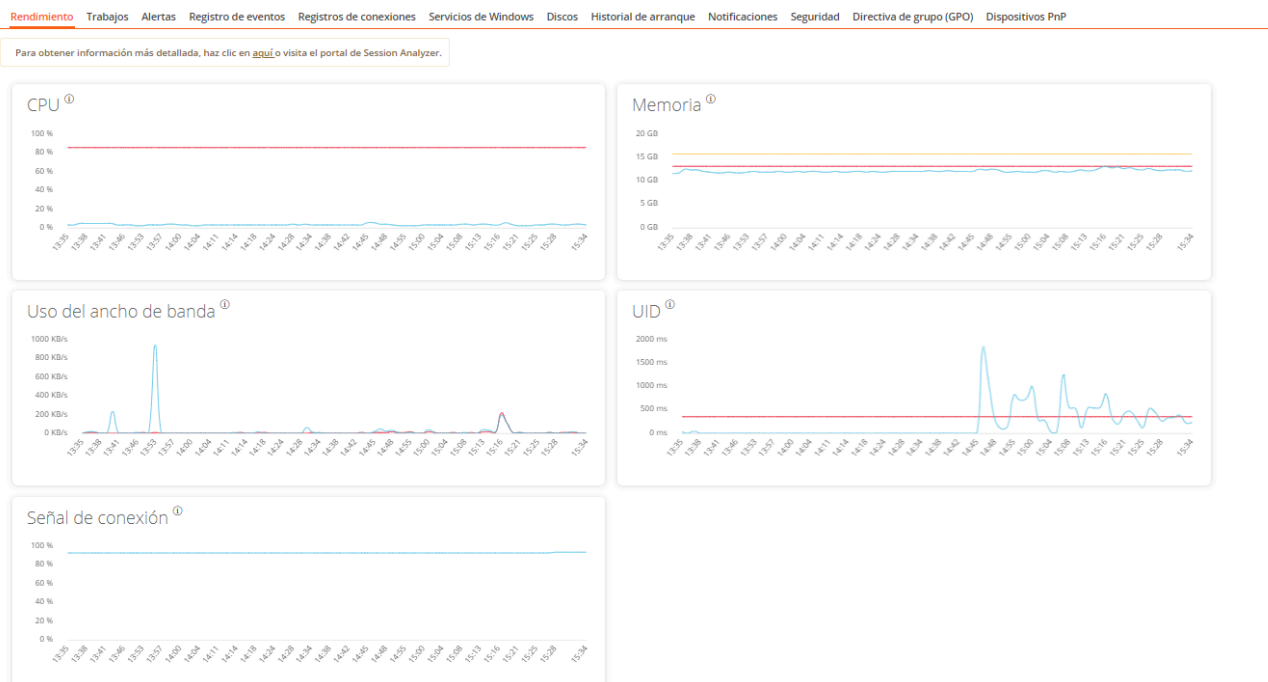 Rendimiento Trabajos Alertas Registro de eventos Registros de conexiones Servicios de Windows Discos Historial de arranque Notificaciones Seguridad Directiva de grupo (GPO) Dispositivos PnP
Para obtener información más detallada, haz clic en aquí o visita el portal de Session Analyzer.
CPU
100 %
80 %
60 %
40 %
20 %
0 %
13:35 13:38 13:41 13:46 13:53 13:57 14:00 14:04 14:11 14:14 14:18 14:24 14:28 14:34 14:38 14:42 14:45 14:48 14:55 15:00 15:04 15:08 15:13 15:16 15:21 15:25 15:28 15:34
Memoria
20 GB
15 GB
10 GB
5 GB
0 GB
13:35 13:38 13:41 13:46 13:53 13:57 14:00 14:04 14:11 14:14 14:18 14:24 14:28 14:34 14:38 14:42 14:45 14:48 14:55 15:00 15:04 15:08 15:13 15:16 15:21 15:25 15:28 15:34
Uso del ancho de banda
1000 KB/s
800 KB/s
600 KB/s
400 KB/s
200 KB/s
0 KB/s
13:35 13:38 13:41 13:46 13:53 13:57 14:00 14:04 14:11 14:14 14:18 14:24 14:28 14:34 14:38 14:42 14:45 14:48 14:55 15:00 15:04 15:08 15:13 15:16 15:21 15:25 15:28 15:34
UID
2000 ms
1500 ms
1000 ms
500 ms
0 ms
13:35 13:38 13:41 13:46 13:53 13:57 14:00 14:04 14:11 14:14 14:18 14:24 14:28 14:34 14:38 14:42 14:45 14:48 14:55 15:00 15:04 15:08 15:13 15:16 15:21 15:25 15:28 15:34
Señal de conexión
100 %
80 %
60 %
40 %
20 %
0 %
13:35 13:38 13:41 13:46 13:53 13:57 14:00 14:04 14:11 14:14 14:18 14:24 14:28 14:34 14:38 14:42 14:45 14:48 14:55 15:00 15:04 15:08 15:13 15:16 15:21 15:25 15:28 15:34